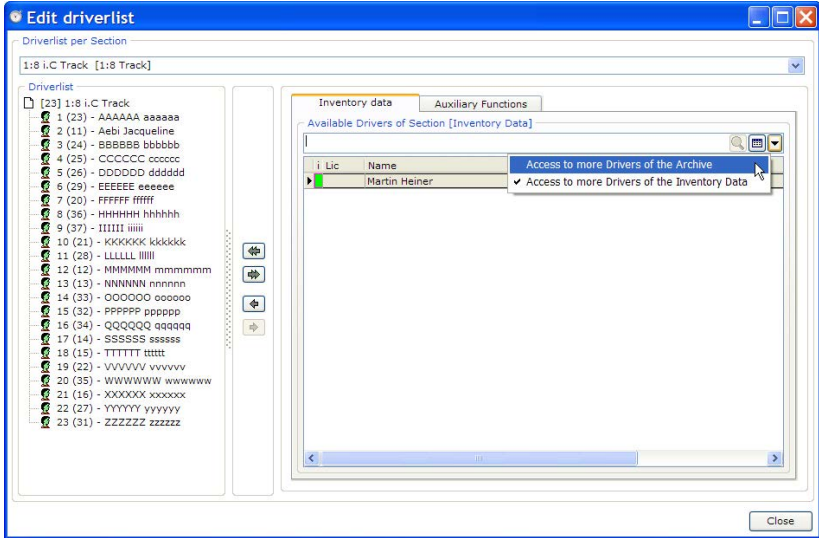 Edit driverlist
Driverlist per Section
1:8 i.C Track [1:8 Track]
Driverlist
[23] 1:8 i.C Track
1 (23) - AAAAAA aaaaaa
2 (11) - Aebi Jacqueline
3 (24) - BBBBBB bbbbbb
4 (25) - CCCCCC cccccc
5 (26) - DDDDDD dddddd
6 (29) - EEEEEE eeeeee
7 (20) - FFFFFF ffffff
8 (36) - HHHHHH hhhhhh
9 (37) - IIIIII iiiiii
10 (21) - KKKKKK kkkkkk
11 (28) - LLLLLL llllll
12 (12) - MMMMMM mmmmmm
13 (13) - NNNNNN nnnnnn
14 (33) - OOOOOO oooooo
15 (32) - PPPPPP pppppp
16 (34) - QQQQQQ qqqqqq
17 (14) - SSSSSS ssssss
18 (15) - TTTTTT tttttt
19 (22) - VVVVVV vvvvvv
20 (35) - WWWWWW wwwwww
21 (16) - XXXXXX xxxxxx
22 (27) - YYYYYY yyyyyy
23 (31) - ZZZZZZ zzzzzz
Inventory data Auxiliary Functions
Available Drivers of Section [Inventory Data]
i Lic Name
Martin Heiner
Access to more Drivers of the Archive
Access to more Drivers of the Inventory Data
Close